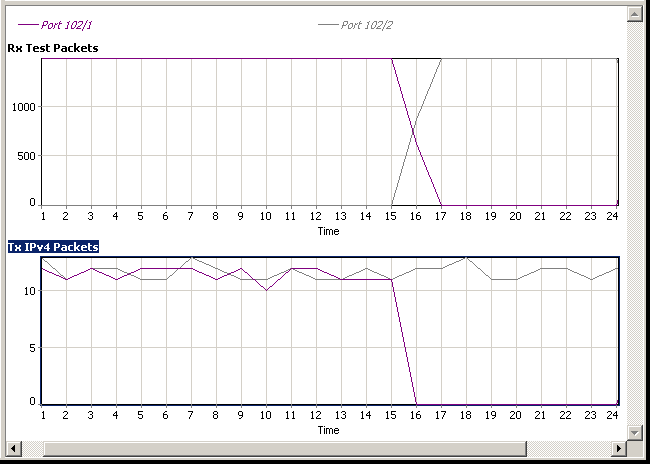 Port 102/1 Port 102/2
Rx Test Packets
1000
500
0
1 2 3 4 5 6 7 8 9 10 11 12 13 14 15 16 17 18 19 20 21 22 23 24
Time
Tx IPv4 Packets
10
5
0
1 2 3 4 5 6 7 8 9 10 11 12 13 14 15 16 17 18 19 20 21 22 23 24
Time